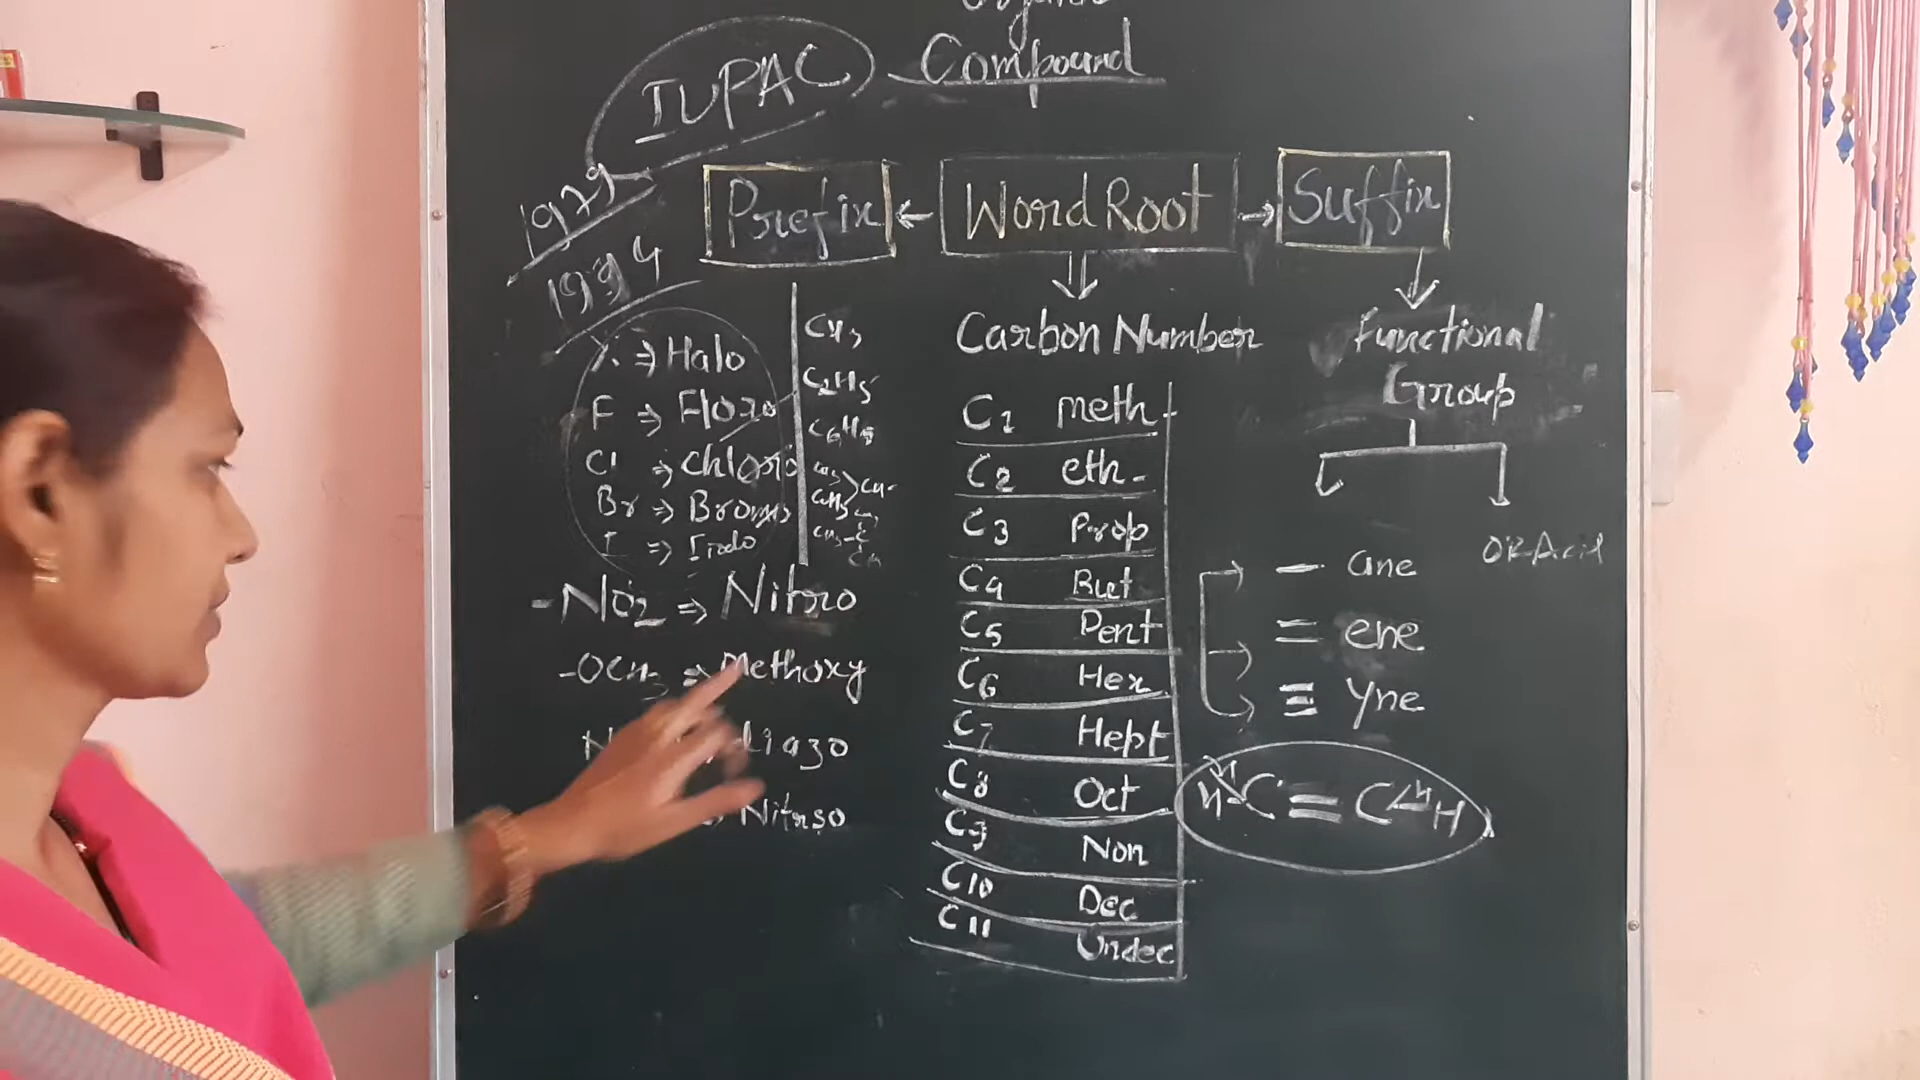 Organic
IUPAC Compound
1979
1994
Prefix ← Word Root → Suffix
X ⇒ Halo
F ⇒ Floro
Cl ⇒ Chloro
Br ⇒ Bromo
I ⇒ Iodo
-NO2 ⇒ Nitro
-OCH3 ⇒ Methoxy
N diazo
Nitrso
CH3
C2H5
C6H5
Carbon Number
C1 meth-
C2 eth-
C3 Prop
C4 But
C5 Pent
C6 Hex
C7 Hept
C8 Oct
C9 Non
C10 Dec
C11 Undec
Functional
Group
OR-Acid
— ane
= ene
≡ Yne